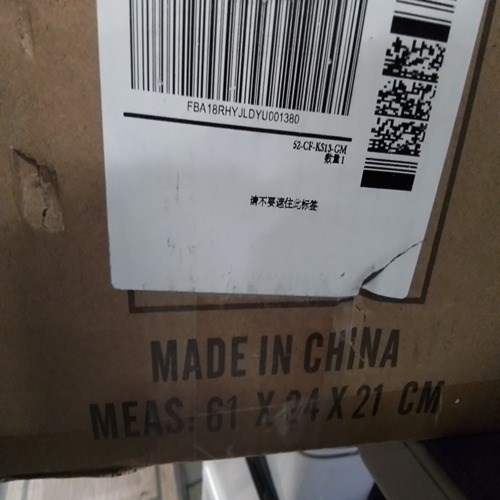 FBA18RHYJLDYU001380
52-CF-KS13-GM
数量 1
请不要遮住此标签
MADE IN CHINA
MEAS: 61 X 24 X 21 CM